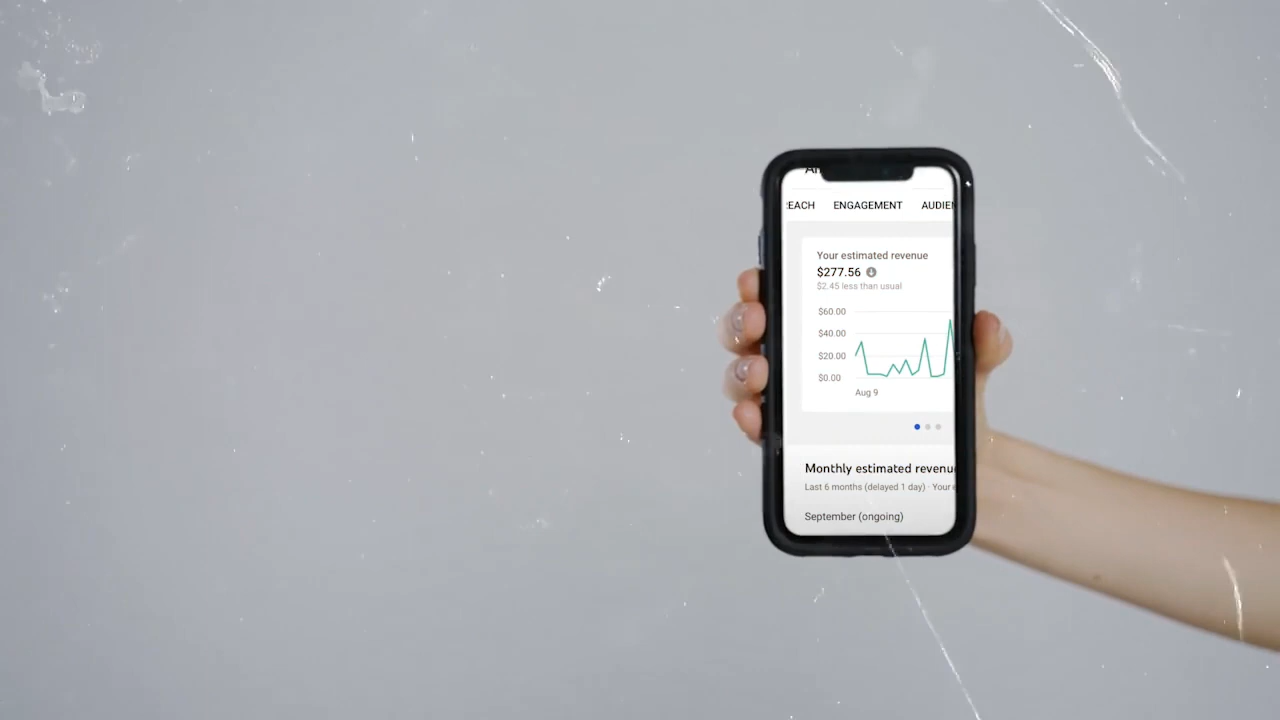 REACH ENGAGEMENT AUDIEN
Your estimated revenue
$277.56
$2.45 less than usual
$60.00
$40.00
$20.00
$0.00
Aug 9
Monthly estimated revenu
Last 6 months (delayed 1 day) · Your e
September (ongoing)